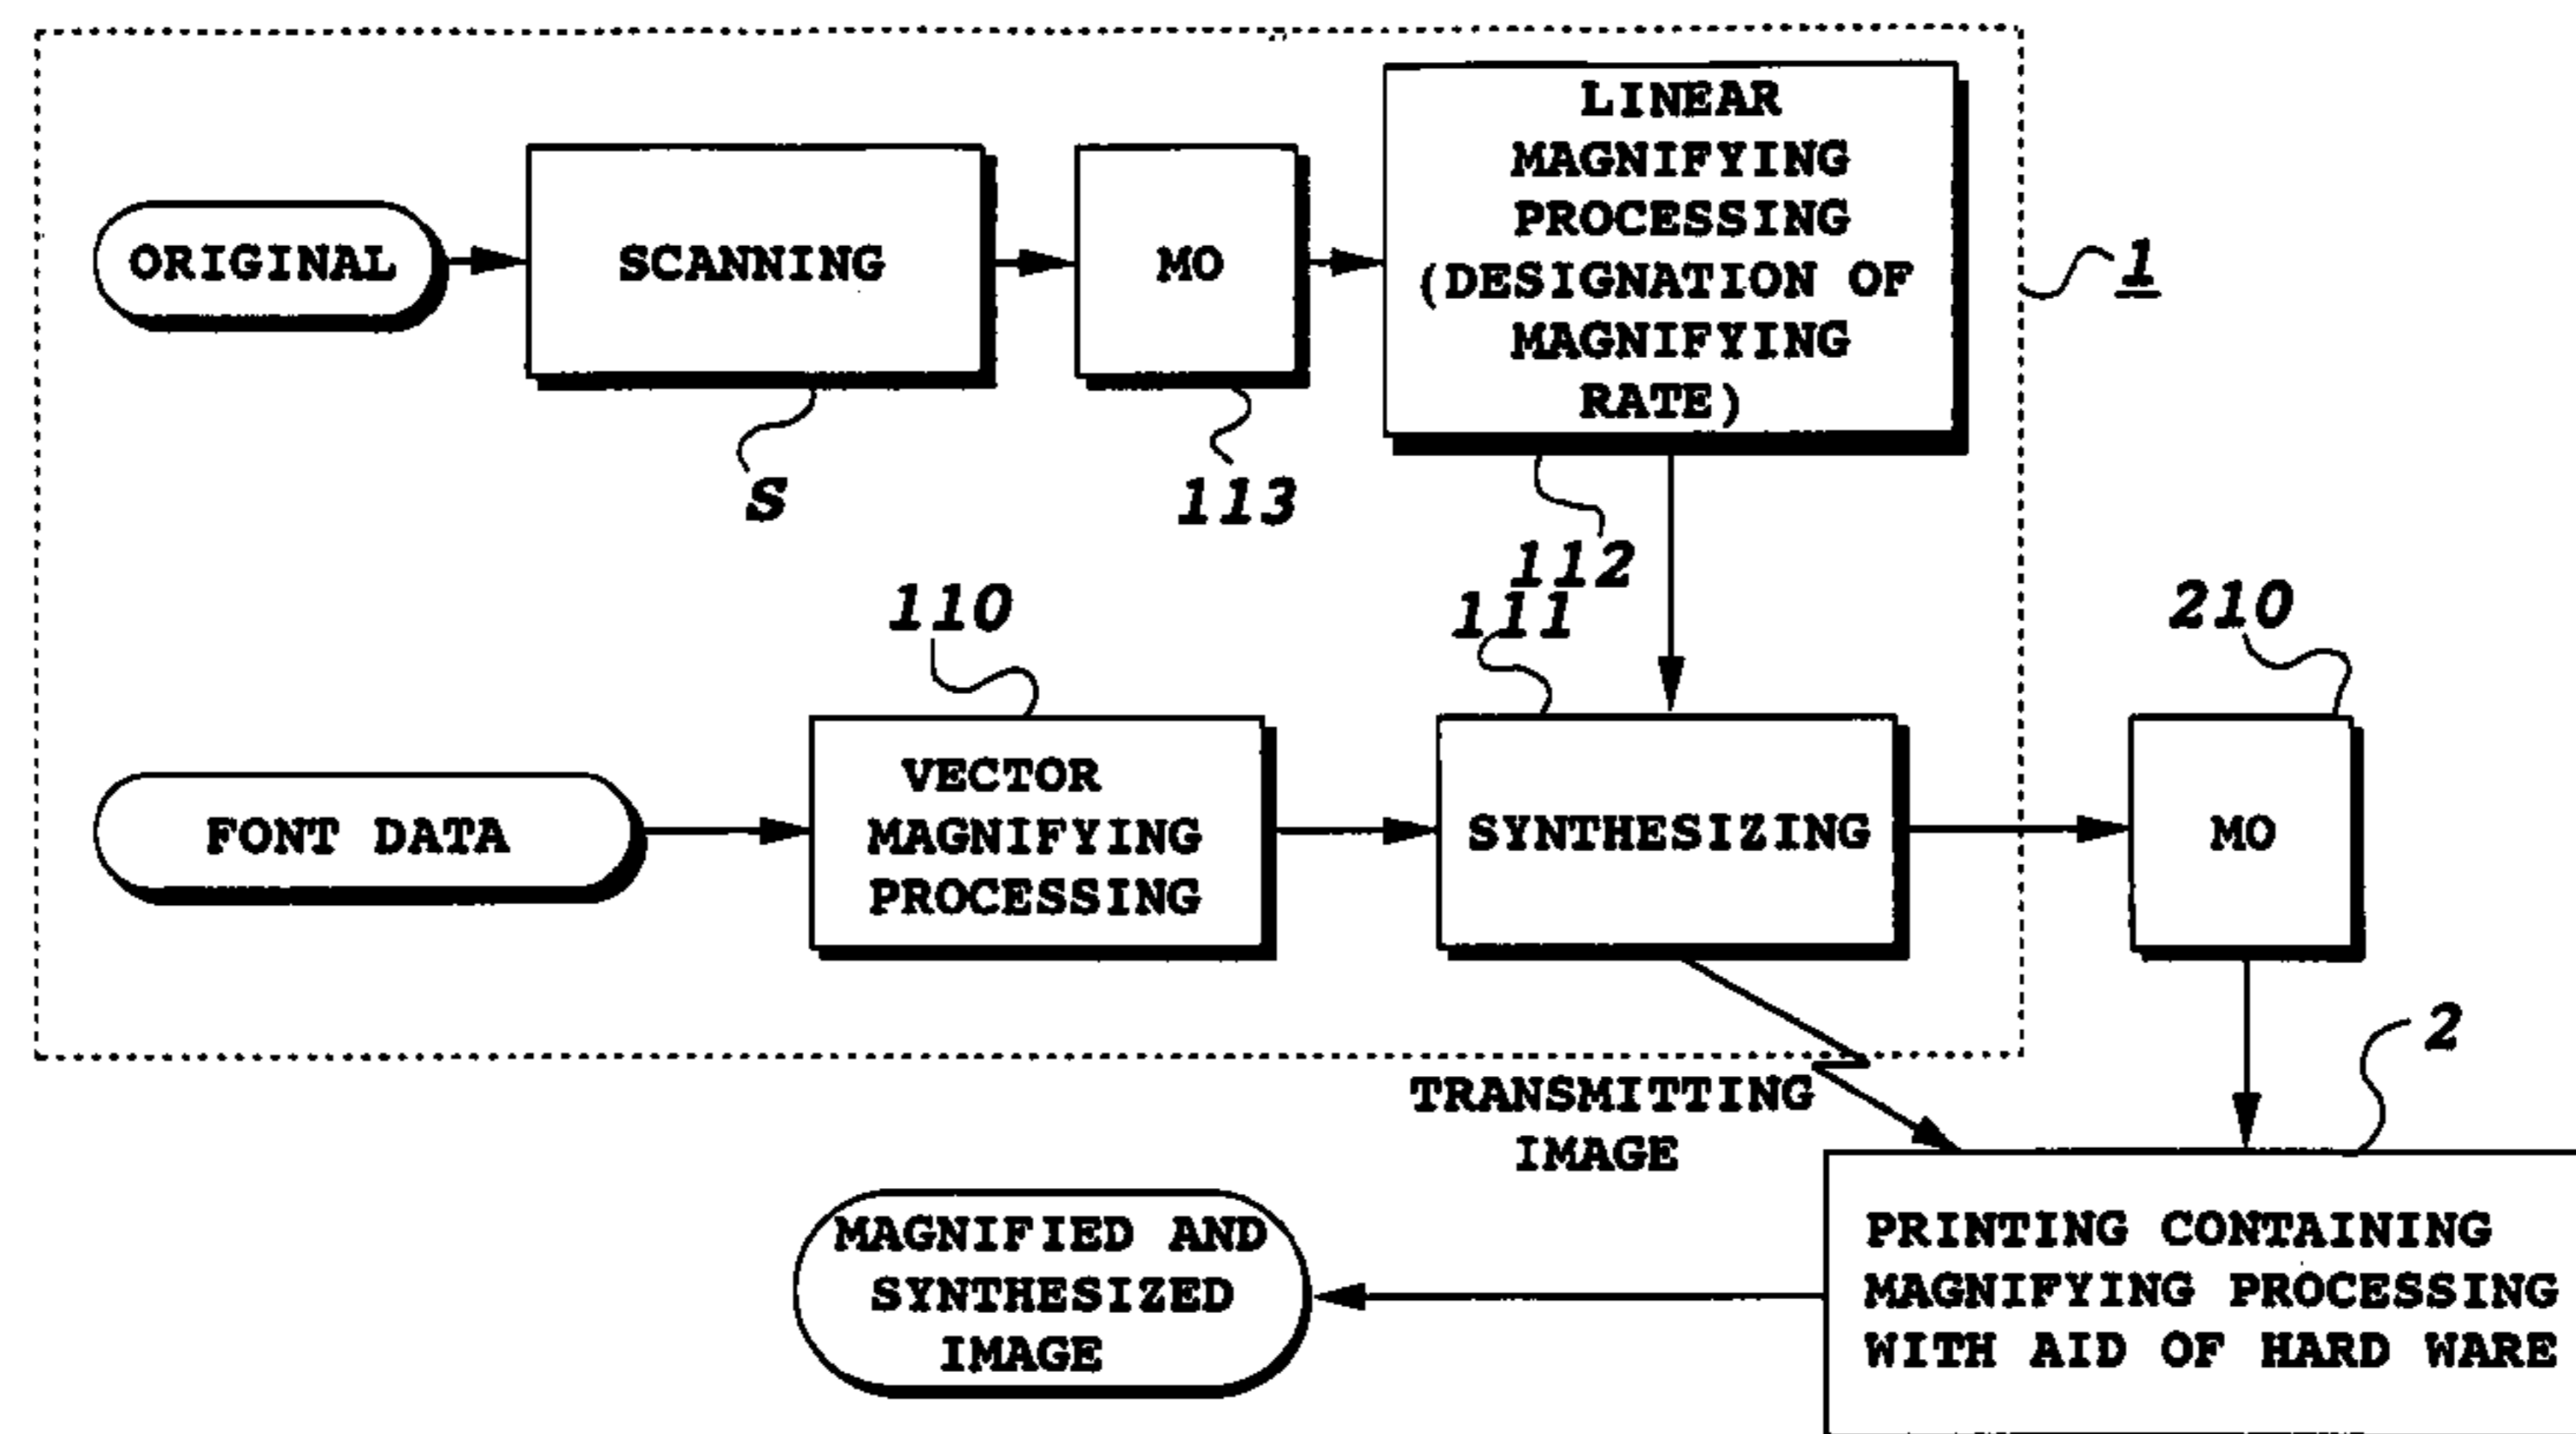 LINEAR
MAGNIFYING
PROCESSING
(DESIGNATION OF
MAGNIFYING
RATE)
ORIGINAL
SCANNING
MO
1
S
113
112
110
111
210
FONT DATA
VECTOR
MAGNIFYING
PROCESSING
SYNTHESIZING
MO
2
TRANSMITTING
IMAGE
MAGNIFIED AND
SYNTHESIZED
IMAGE
PRINTING CONTAINING
MAGNIFYING PROCESSING
WITH AID OF HARD WARE